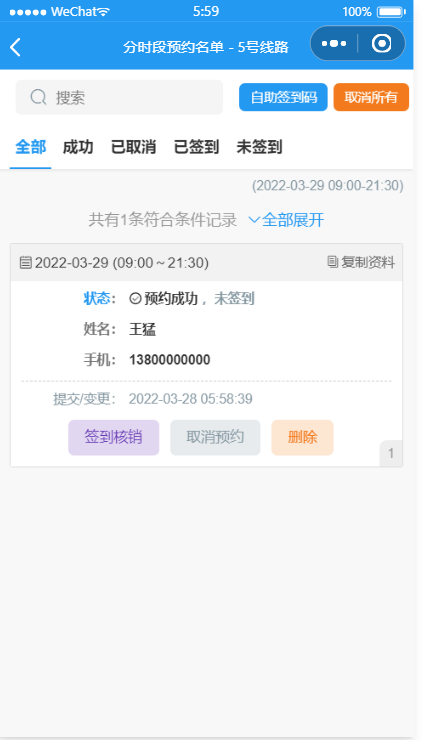 WeChat 5:59 100%
分时段预约名单 - 5号线路
搜索 自助签到码 取消所有
全部 成功 已取消 已签到 未签到
(2022-03-29 09:00-21:30)
共有1条符合条件记录 全部展开
2022-03-29 (09:00～21:30) 复制资料
状态: 预约成功，未签到
姓名: 王猛
手机: 13800000000
提交/变更: 2022-03-28 05:58:39
签到核销 取消预约 删除
1